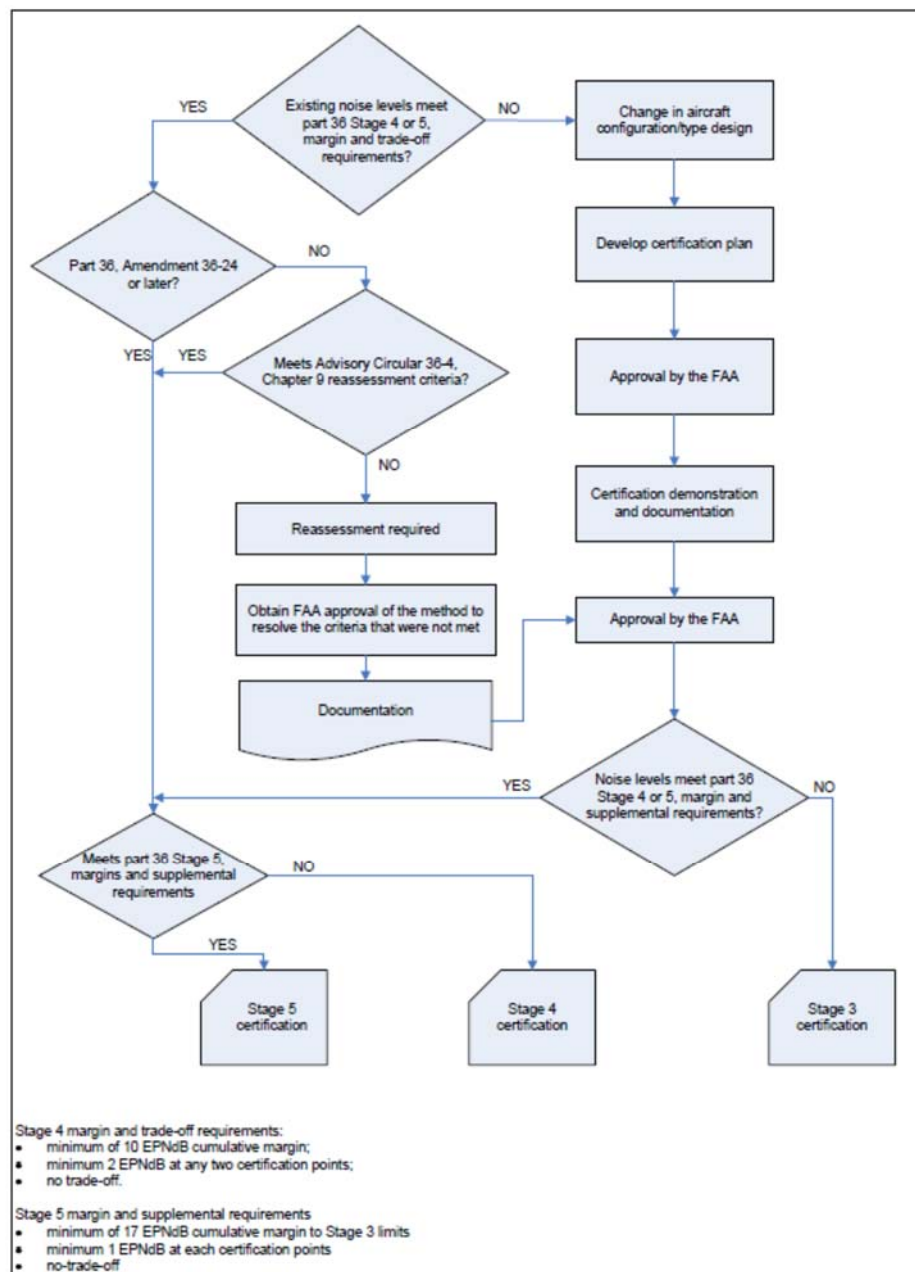 Existing noise levels meet
part 36 Stage 4 or 5,
margin and trade-off
requirements?
YES
NO
Change in aircraft
configuration/type design
Part 36, Amendment 36-24
or later?
NO
Develop certification plan
YES
YES
Meets Advisory Circular 36-4,
Chapter 9 reassessment criteria?
Approval by the FAA
NO
Certification demonstration
and documentation
Reassessment required
Obtain FAA approval of the method to
resolve the criteria that were not met
Approval by the FAA
Documentation
Noise levels meet part 36
Stage 4 or 5, margin and
supplemental requirements?
YES
NO
Meets part 36 Stage 5,
margins and supplemental
requirements
NO
YES
Stage 5
certification
Stage 4
certification
Stage 3
certification
Stage 4 margin and trade-off requirements:
• minimum of 10 EPNdB cumulative margin;
• minimum 2 EPNdB at any two certification points;
• no trade-off.
Stage 5 margin and supplemental requirements
• minimum of 17 EPNdB cumulative margin to Stage 3 limits
• minimum 1 EPNdB at each certification points
• no-trade-off